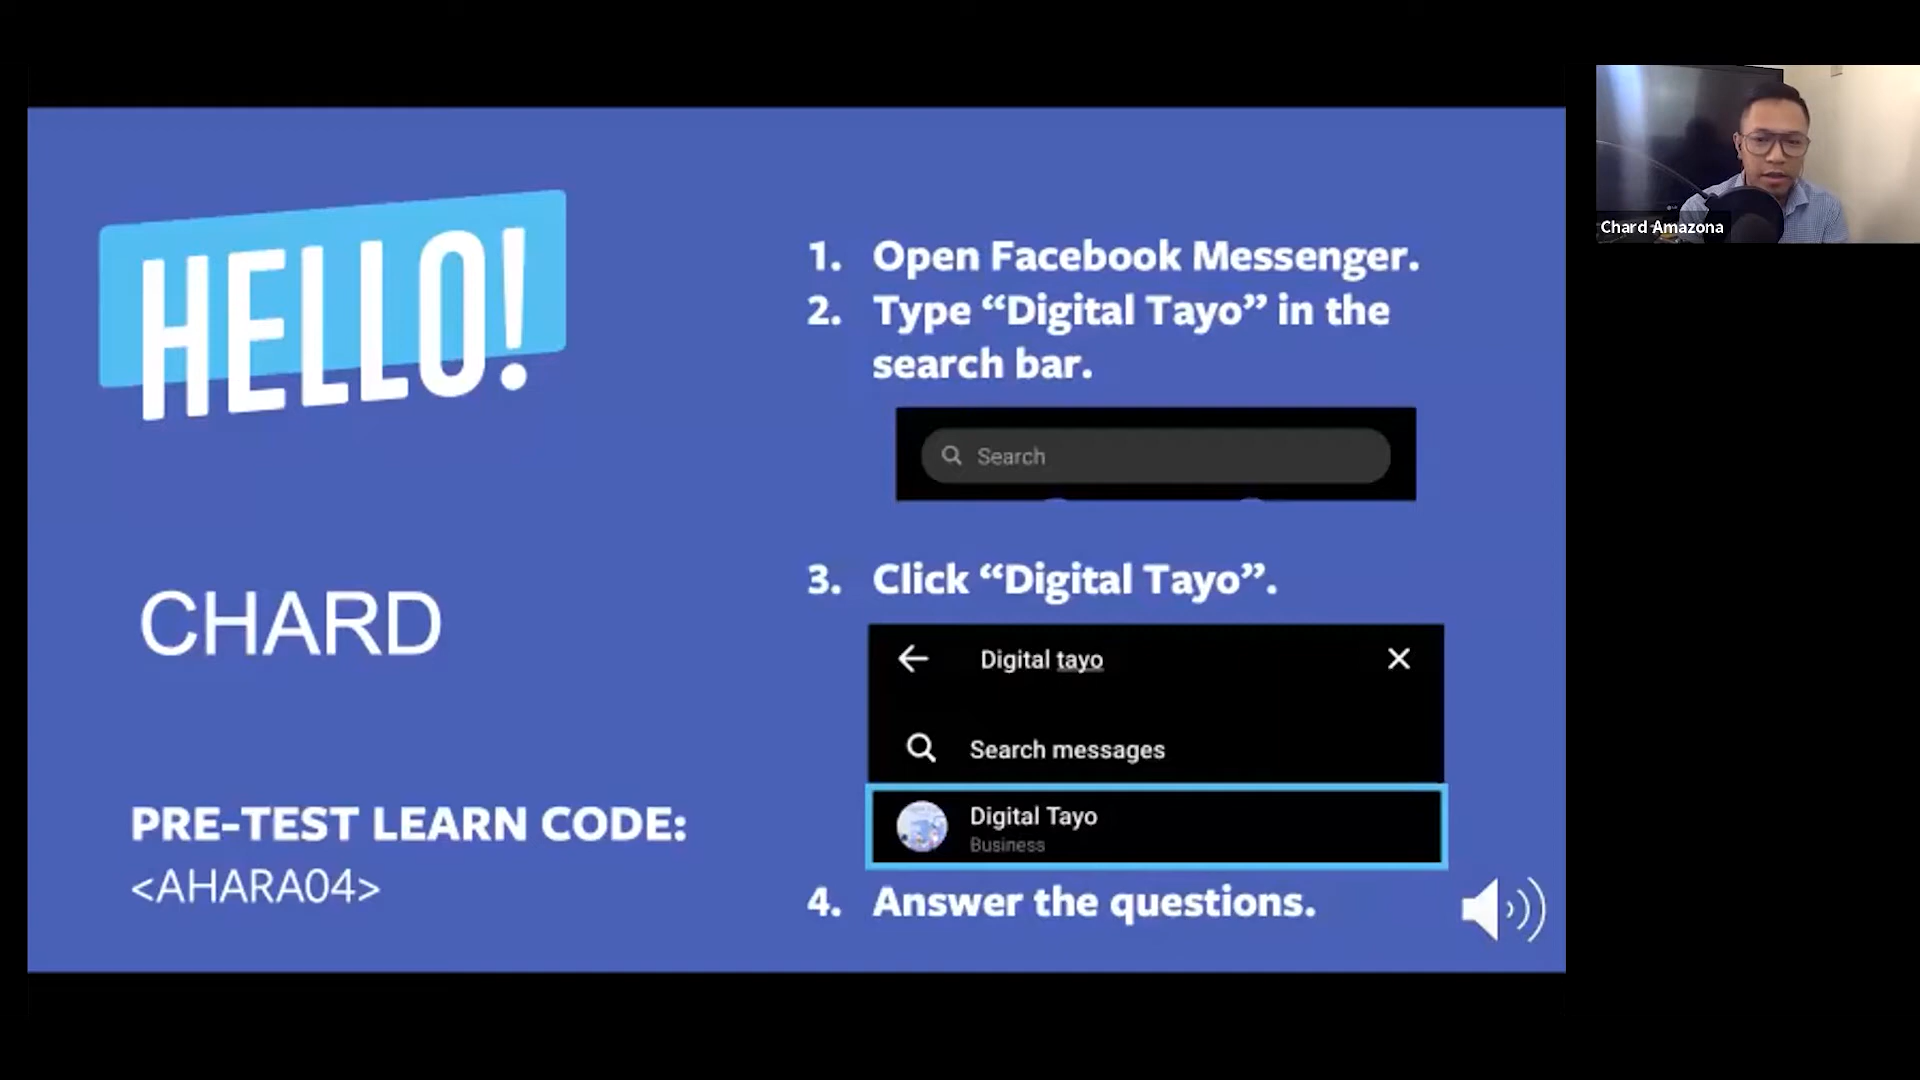 HELLO!
CHARD
PRE-TEST LEARN CODE:
<AHARA04>
1. Open Facebook Messenger.
2. Type “Digital Tayo” in the
search bar.
Search
3. Click “Digital Tayo”.
Digital tayo
Search messages
Digital Tayo
Business
4. Answer the questions.
Chard Amazona